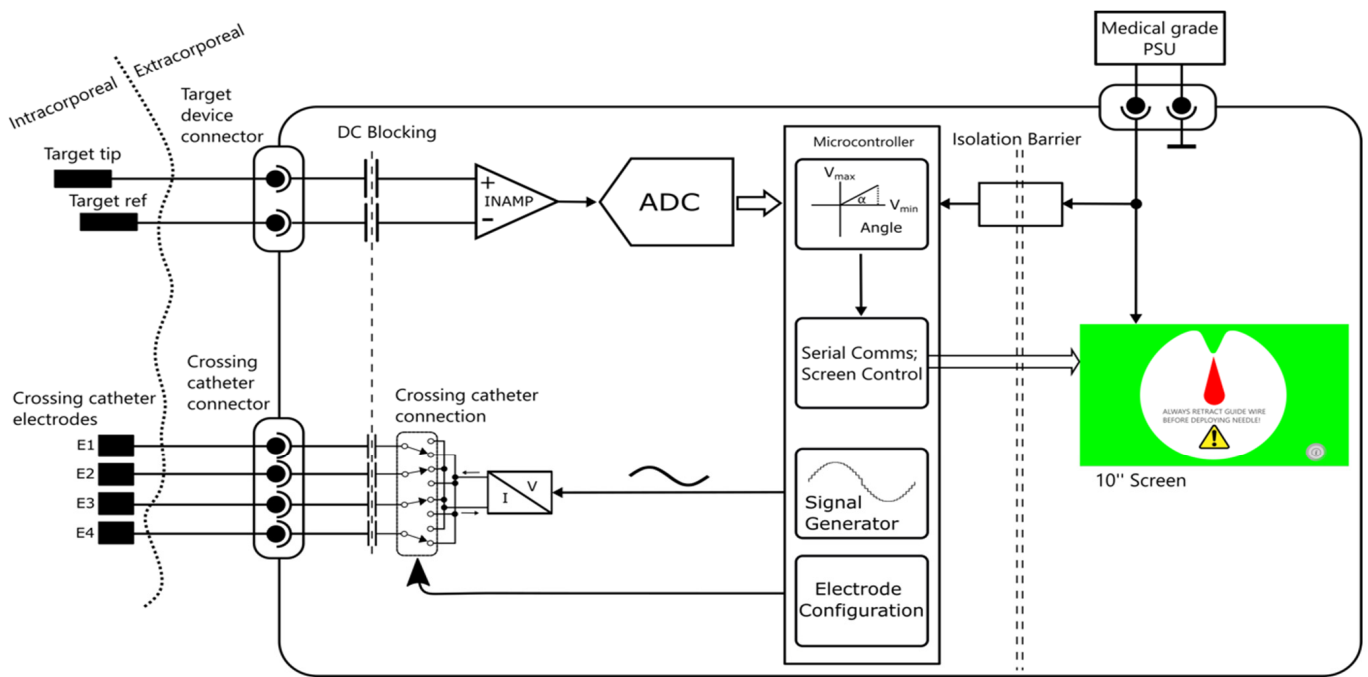 Medical grade
PSU
Extracorporeal
Intracorporeal
Target
device
connector
DC Blocking
Microcontroller
Isolation Barrier
Target tip
Target ref
+
INAMP
-
ADC
Vmax
α
Vmin
Angle
Serial Comms;
Screen Control
ALWAYS RETRACT GUIDE WIRE
BEFORE DEPLOYING NEEDLE!
!
10'' Screen
Crossing
catheter
connector
Crossing catheter
electrodes
Crossing catheter
connection
E1
E2
E3
E4
V
I
Signal
Generator
Electrode
Configuration